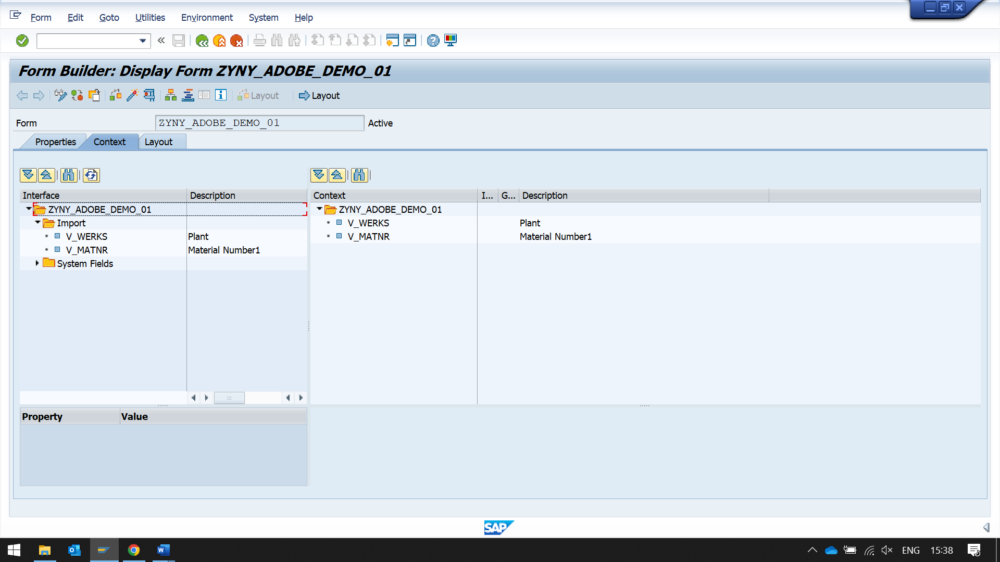 Form Edit Goto Utilities Environment System Help
Form Builder: Display Form ZYNY_ADOBE_DEMO_01
Layout Layout
Form ZYNY_ADOBE_DEMO_01 Active
Properties Context Layout
Interface Description Context I... G... Description
ZYNY_ADOBE_DEMO_01 ZYNY_ADOBE_DEMO_01
Import V_WERKS Plant
V_WERKS Plant V_MATNR Material Number1
V_MATNR Material Number1
System Fields
Property Value
SAP
ENG 15:38